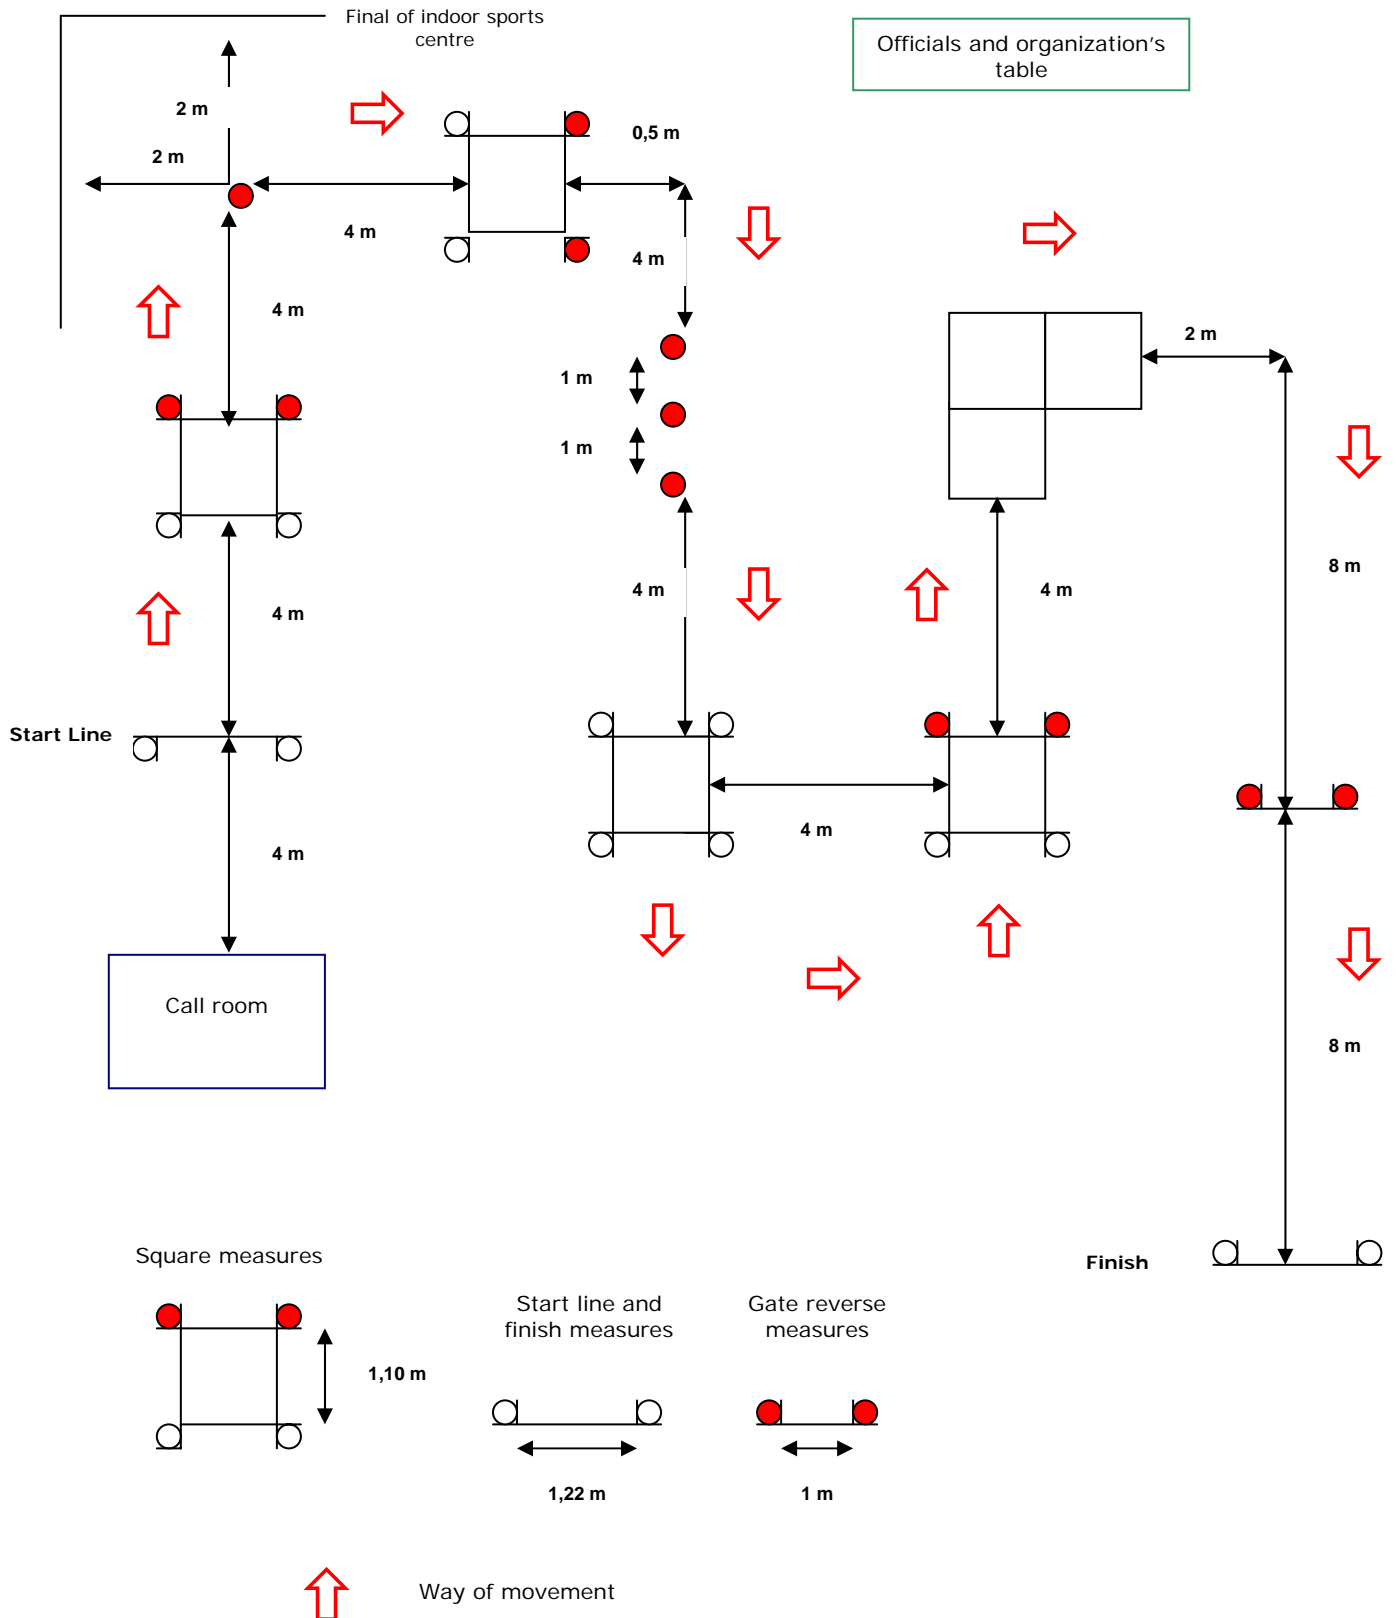 Final of indoor sports
centre
Officials and organization's
table
2 m
2 m
0,5 m
4 m
4 m
4 m
1 m
1 m
2 m
4 m
4 m
4 m
8 m
Start Line
4 m
4 m
Call room
8 m
Square measures
Finish
Start line and
finish measures
Gate reverse
measures
1,10 m
1,22 m
1 m
Way of movement